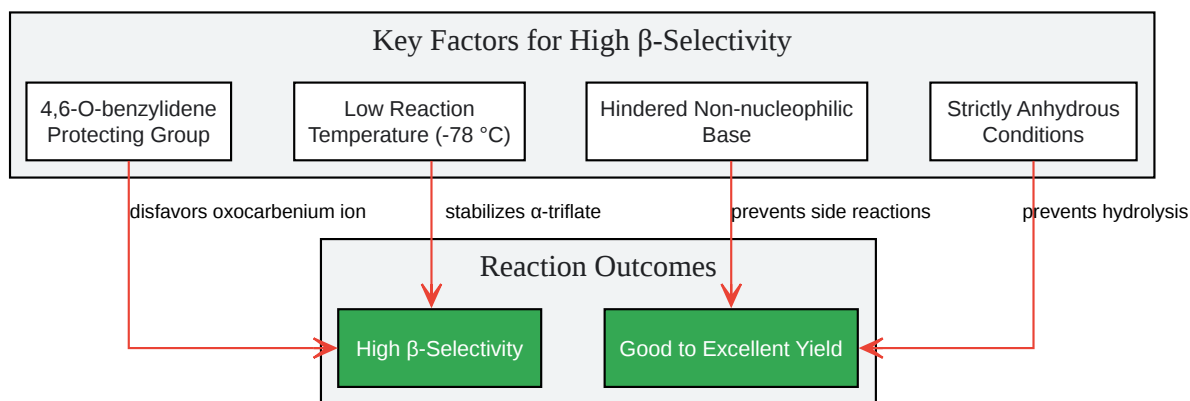 Key Factors for High β-Selectivity
4,6-O-benzylidene
Protecting Group
Low Reaction
Temperature (-78 °C)
Hindered Non-nucleophilic
Base
Strictly Anhydrous
Conditions
disfavors oxocarbenium ion
stabilizes α-triflate
prevents side reactions
prevents hydrolysis
Reaction Outcomes
High β-Selectivity
Good to Excellent Yield